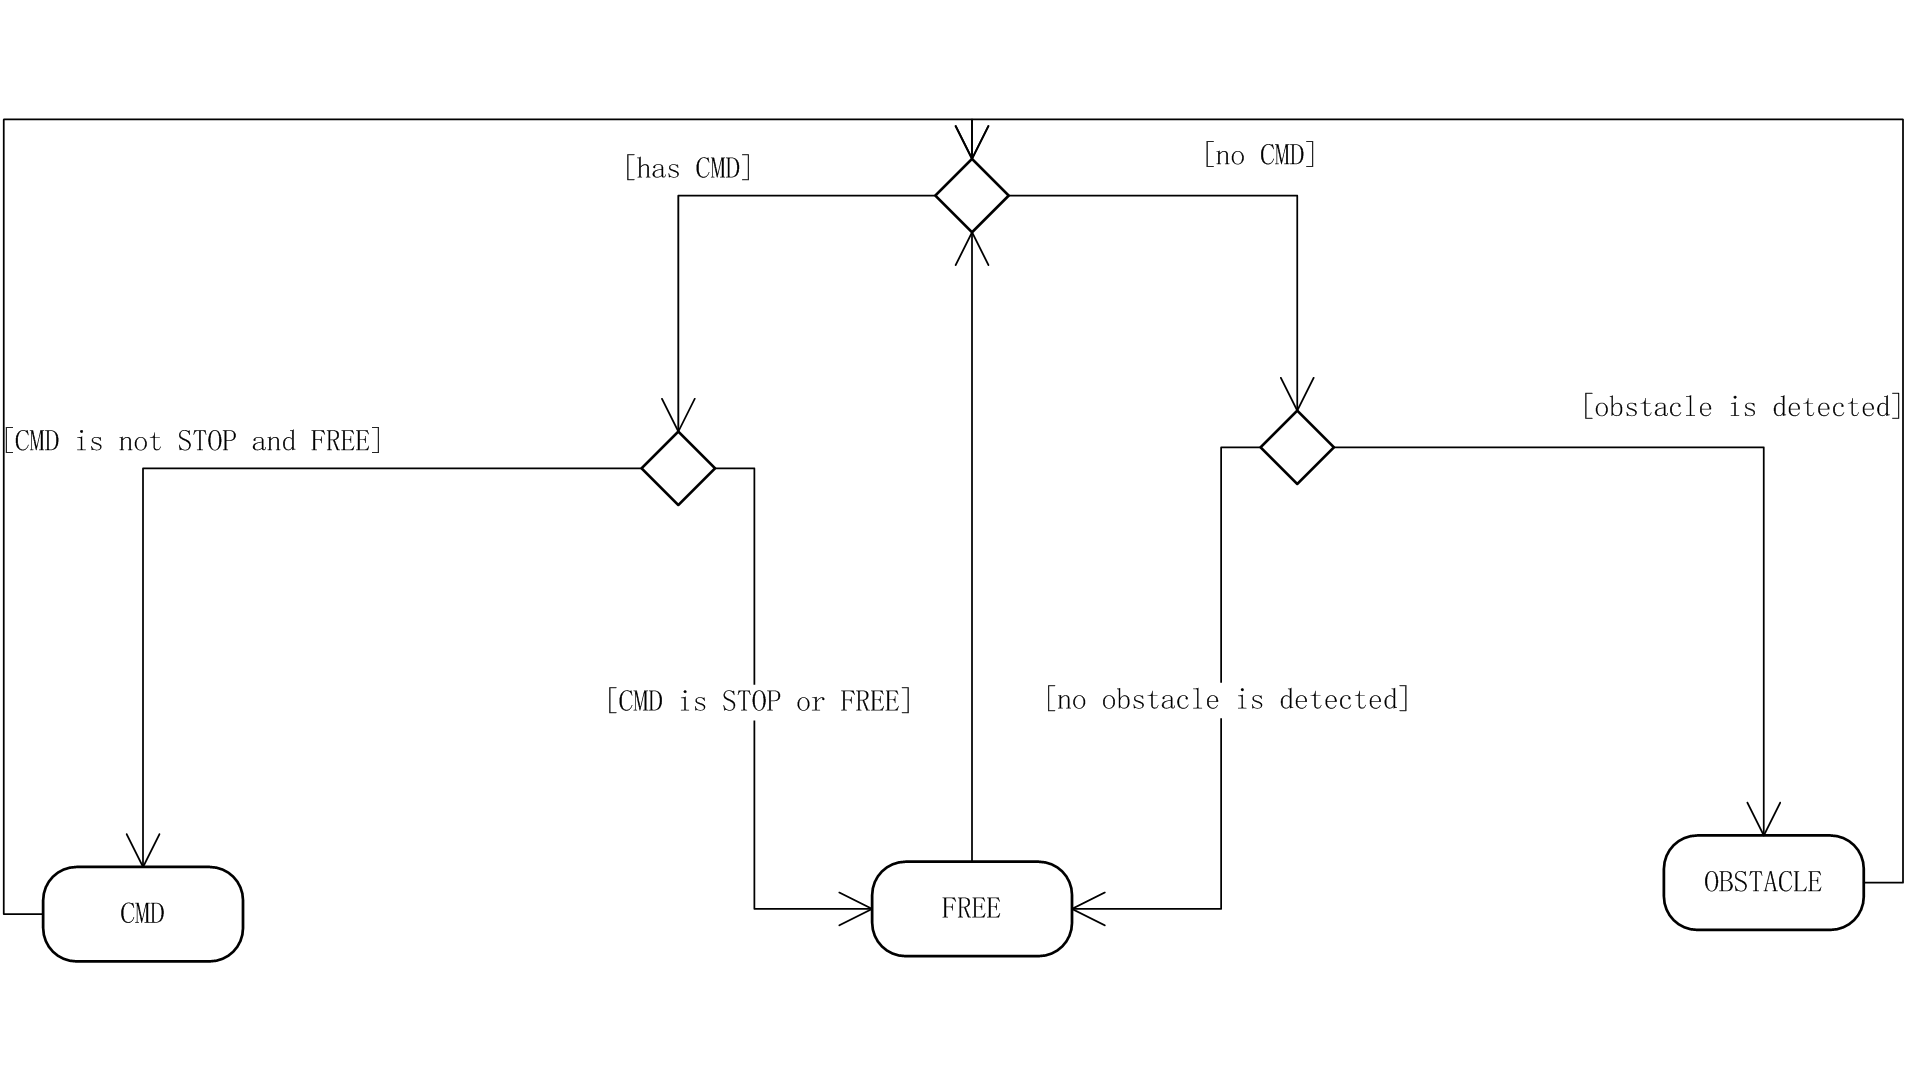 [has CMD]
[no CMD]
[CMD is not STOP and FREE]
[obstacle is detected]
[CMD is STOP or FREE]
[no obstacle is detected]
CMD
FREE
OBSTACLE